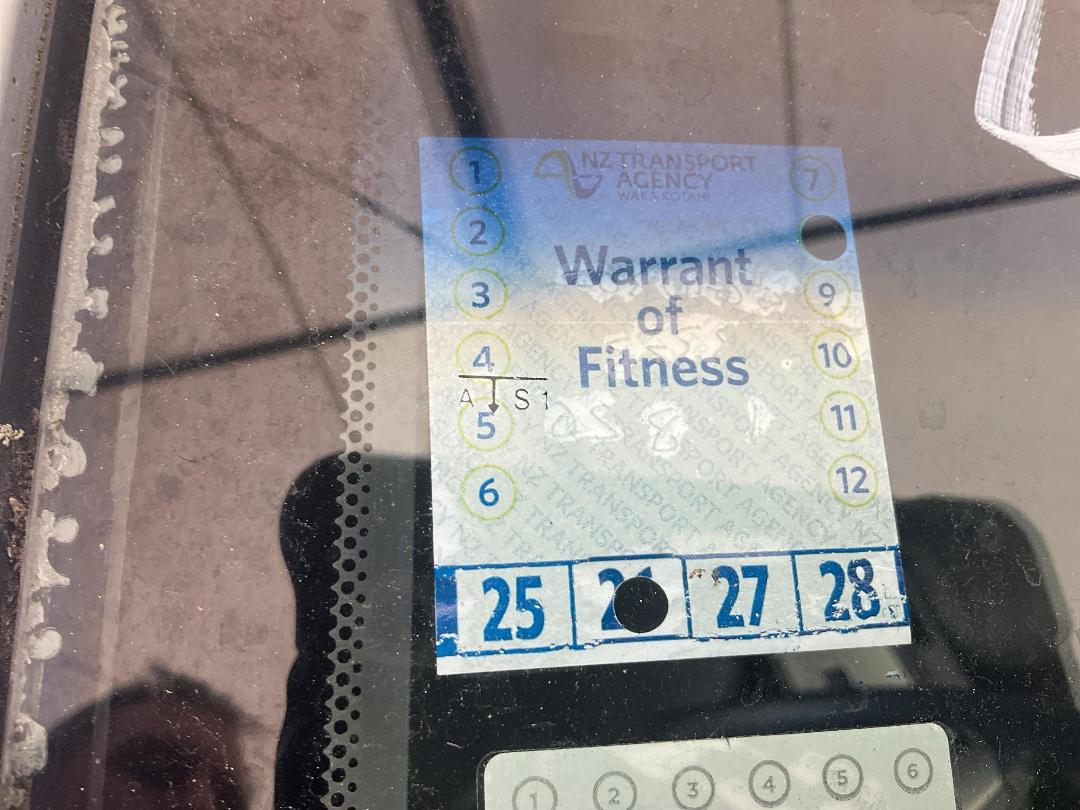 NZ TRANSPORT
AGENCY
WAKA KOTAHI
1
7
2
Warrant
of
Fitness
3
9
4
10
A S1
5
11
6
12
25 27 28
1 2 3 4 5 6